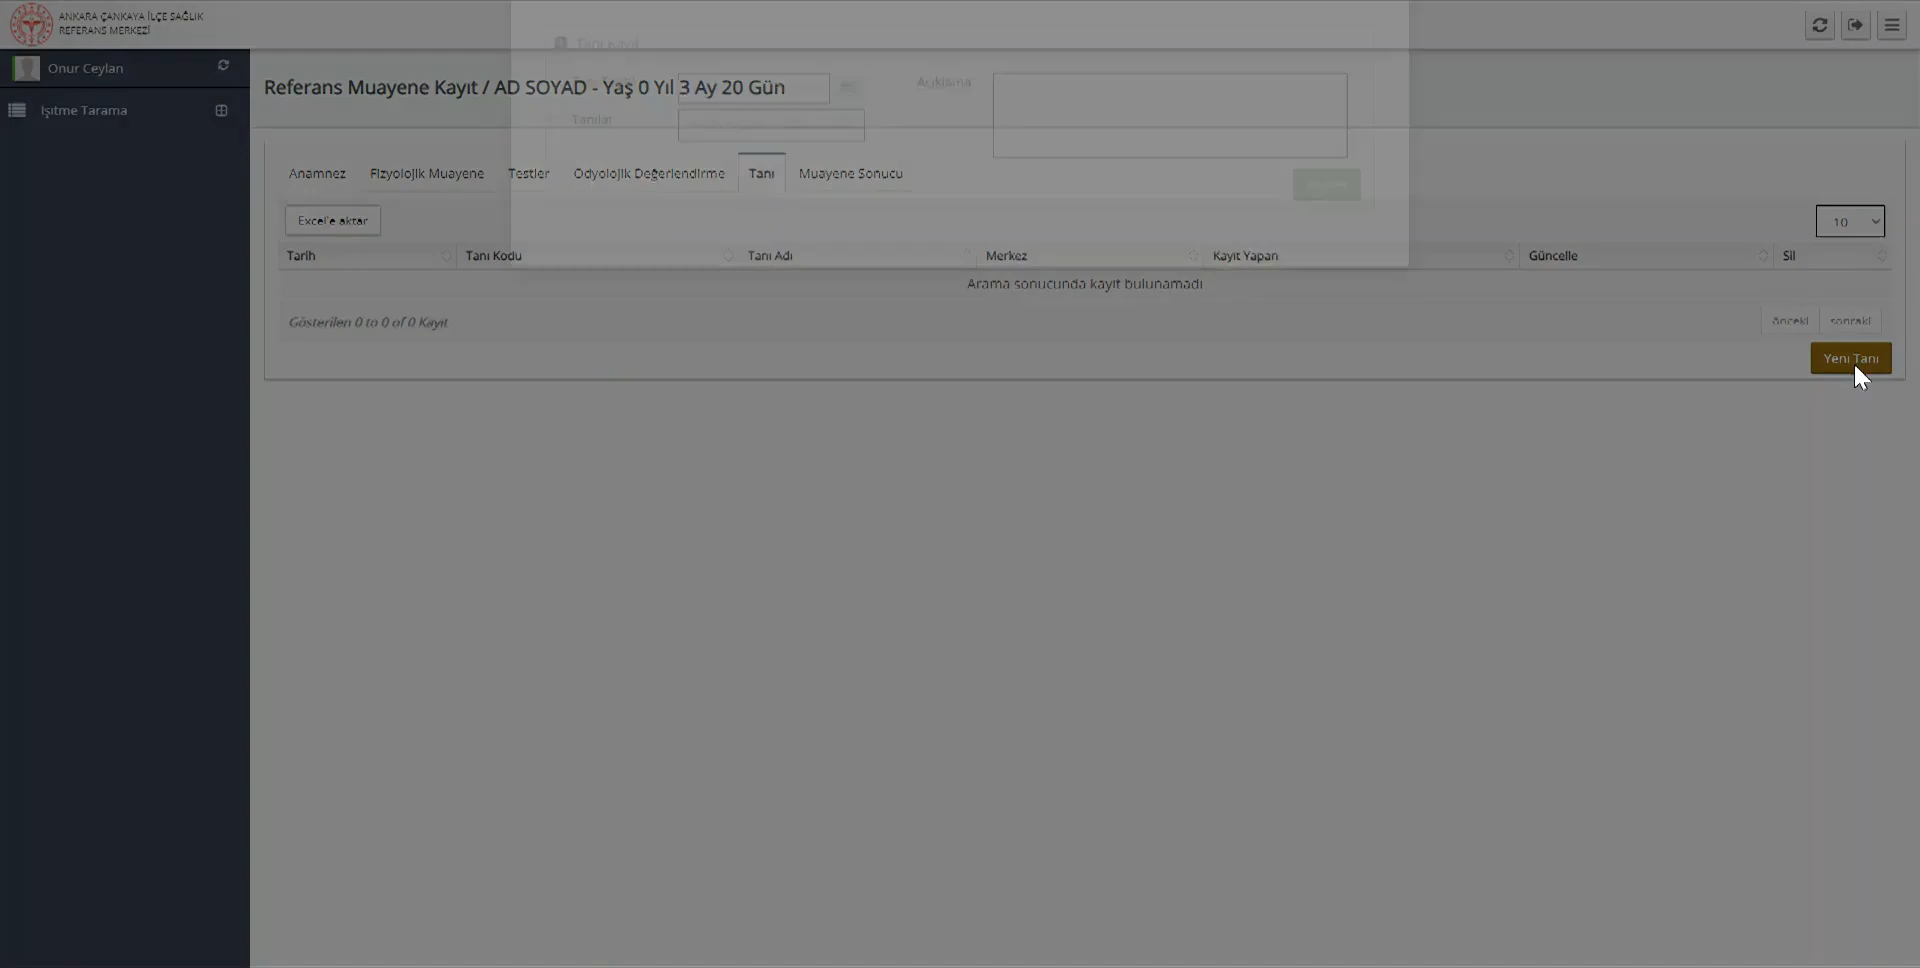 ANKARA ÇANKAYA İLÇE SAĞLIK
REFERANS MERKEZİ
Onur Ceylan
İşitme Tarama
Tanı Kayıt
Referans Muayene Kayıt / AD SOYAD - Yaş 0 Yıl 3 Ay 20 Gün
Açıklama
Tanılar
Anamnez Fizyolojik Muayene Testler Odyolojik Değerlendirme Tanı Muayene Sonucu
Excel'e aktar
10
Tarih Tanı Kodu Tanı Adı Merkez Kayıt Yapan Güncelle Sil
Arama sonucunda kayıt bulunamadı
Gösterilen 0 to 0 of 0 Kayıt
önceki sonraki
Yeni Tanı